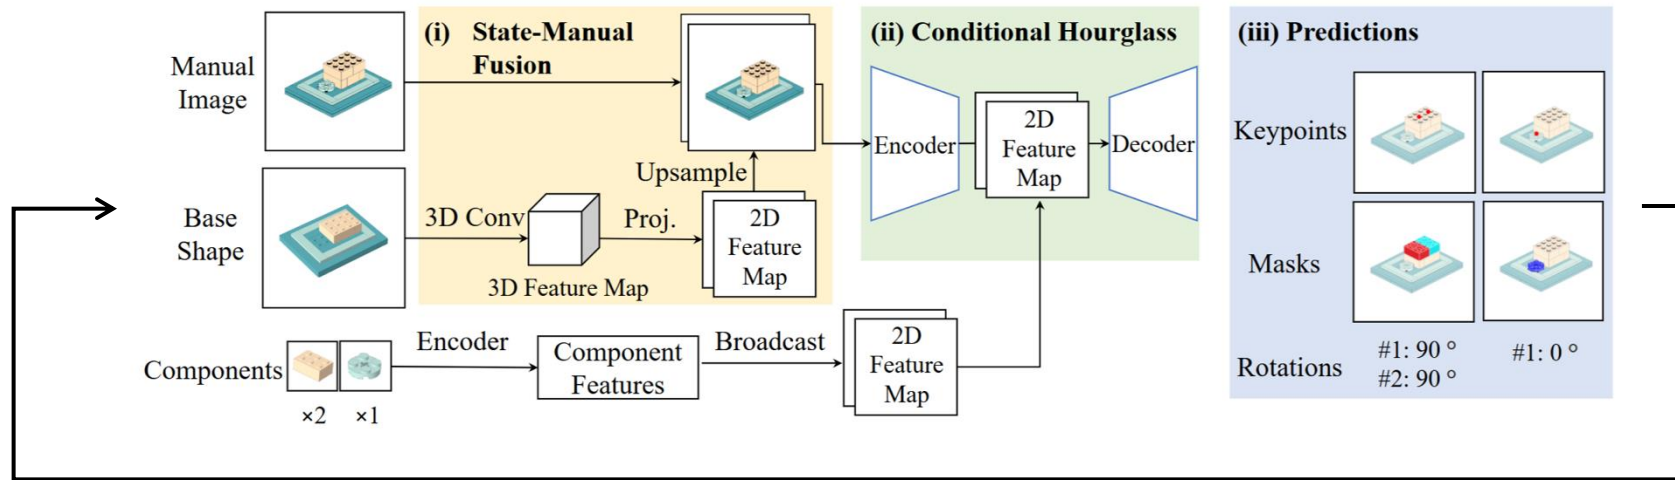 Manual
Image
(i) State-Manual
Fusion
(ii) Conditional Hourglass
(iii) Predictions
Encoder
2D
Feature
Map
Decoder
Keypoints
Upsample
Base
Shape
3D Conv
3D Feature Map
Proj.
2D
Feature
Map
Masks
Components
×2
×1
Encoder
Component
Features
Broadcast
2D
Feature
Map
Rotations
#1: 90 °
#2: 90 °
#1: 0 °